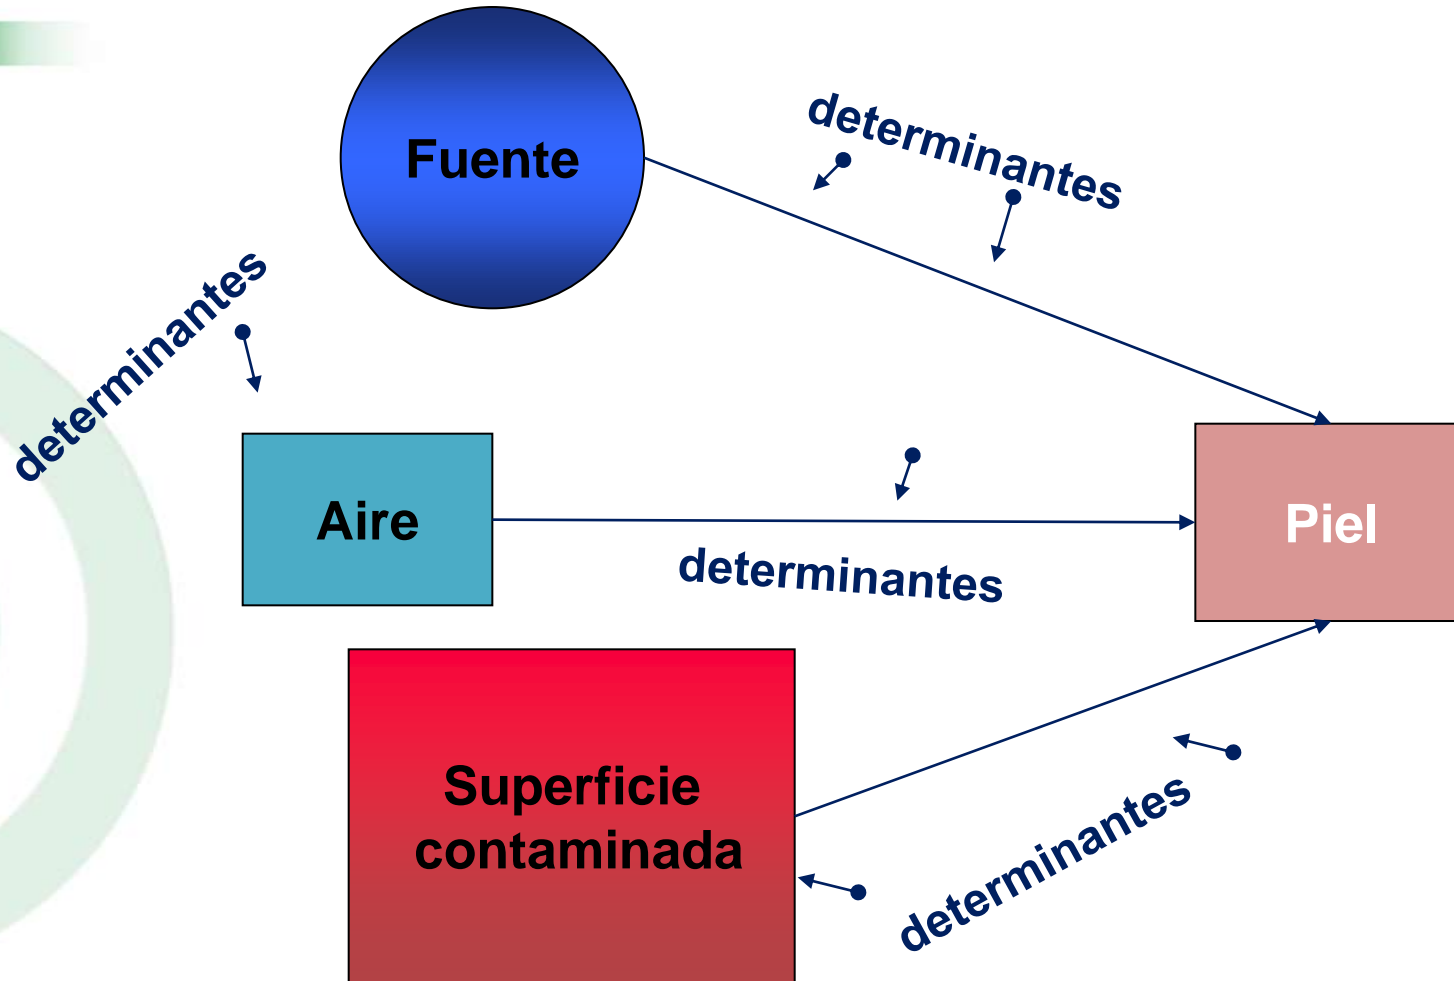 determinantes
Fuente
determinantes
Aire
Piel
determinantes
Superficie
contaminada
determinantes